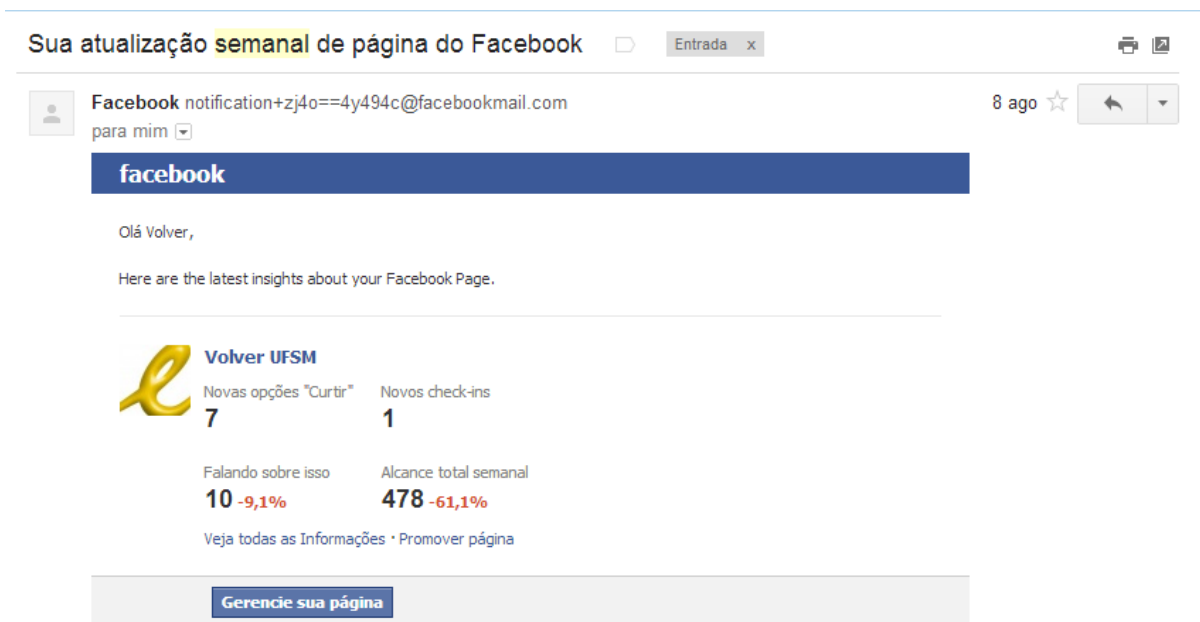 Sua atualização semanal de página do Facebook Entrada x
Facebook notification+zj4o==4y494c@facebookmail.com 8 ago
para mim
facebook
Olá Volver,
Here are the latest insights about your Facebook Page.
Volver UFSM
Novas opções "Curtir" Novos check-ins
7 1
Falando sobre isso Alcance total semanal
10 -9,1% 478 -61,1%
Veja todas as Informações · Promover página
Gerencie sua página